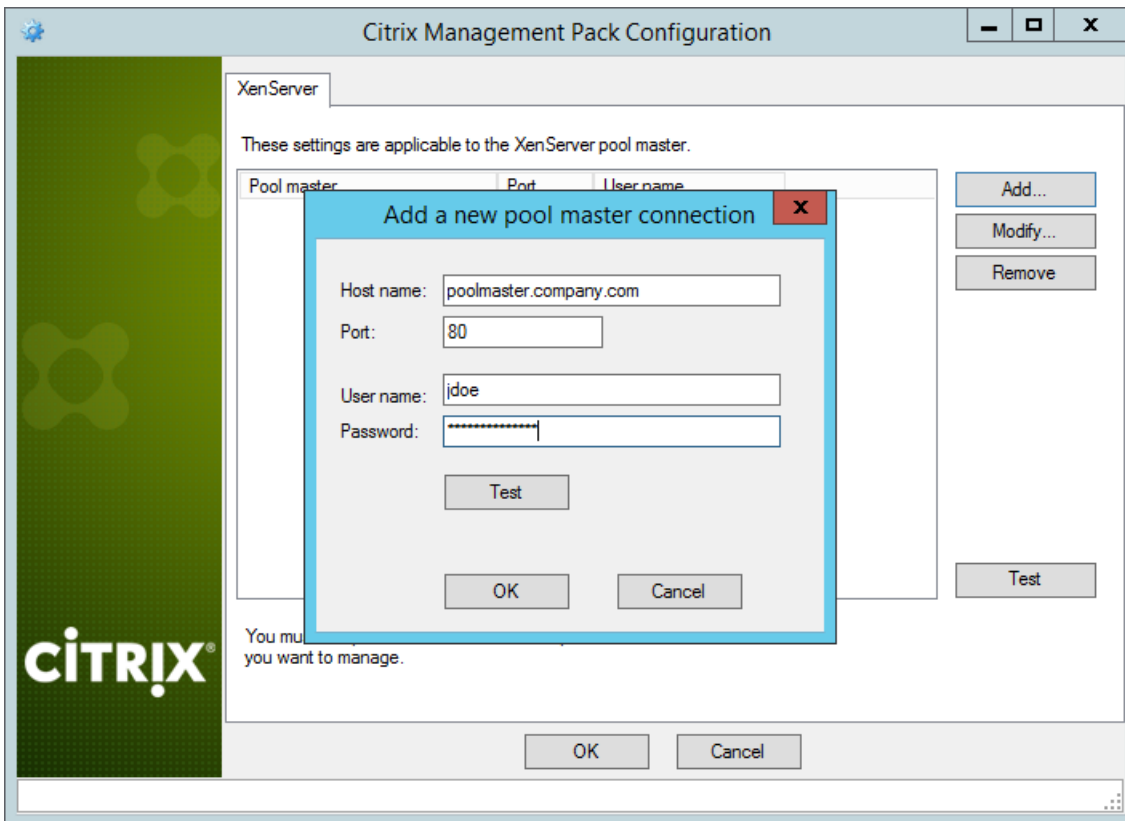 Citrix Management Pack Configuration
XenServer
These settings are applicable to the XenServer pool master.
Pool master Port User name
Add...
Modify...
Remove
Test
Add a new pool master connection
x
Host name: poolmaster.company.com
Port: 80
User name: jdoe
Password: **************
Test
OK Cancel
You mu
you want to manage.
CITRIX®
OK Cancel